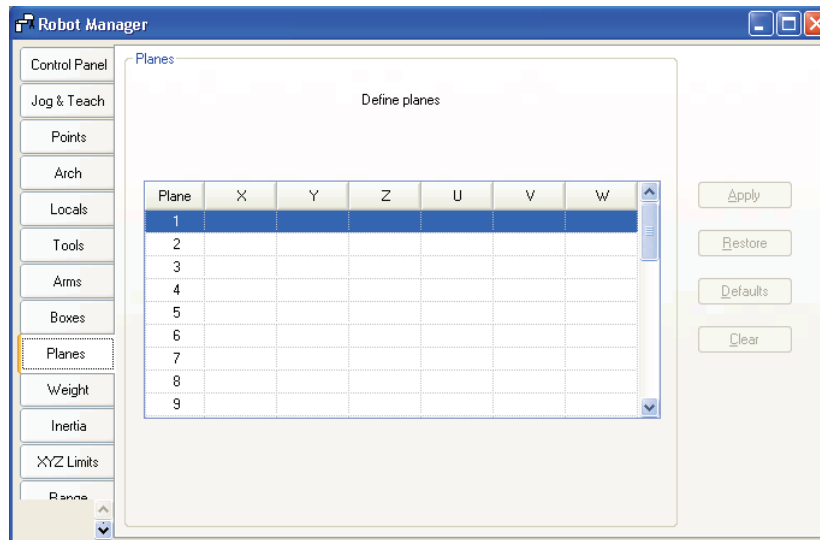 Robot Manager
Control Panel
Jog & Teach
Points
Arch
Locals
Tools
Arms
Boxes
Planes
Weight
Inertia
XYZ Limits
Range
Planes
Define planes
Plane X Y Z U V W
1
2
3
4
5
6
7
8
9
Apply
Restore
Defaults
Clear